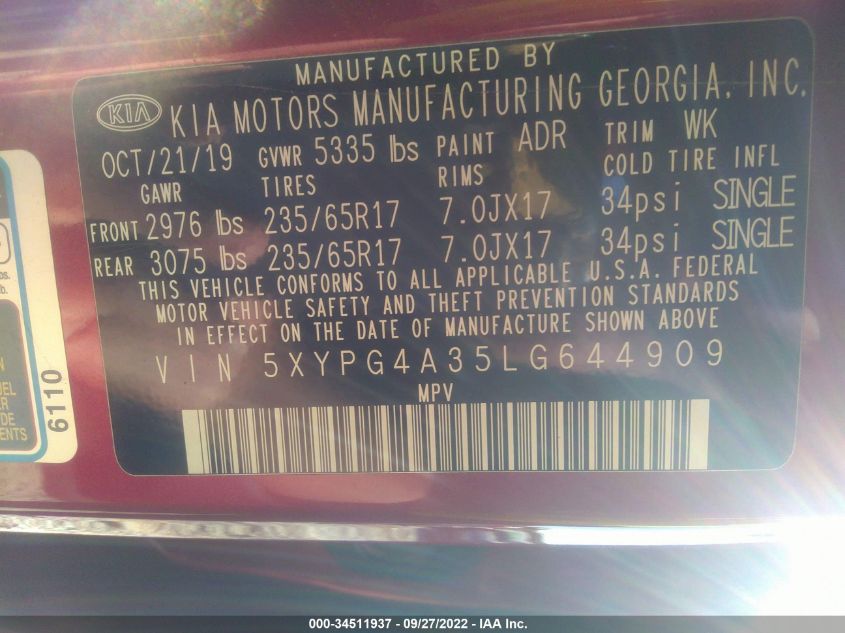 MANUFACTURED BY
KIA KIA MOTORS MANUFACTURING GEORGIA, INC.
OCT/21/19 GVWR 5335 lbs PAINT ADR TRIM WK
GAWR TIRES RIMS COLD TIRE INFL
FRONT 2976 lbs 235/65R17 7.0JX17 34psi SINGLE
REAR 3075 lbs 235/65R17 7.0JX17 34psi SINGLE
THIS VEHICLE CONFORMS TO ALL APPLICABLE U.S.A. FEDERAL
MOTOR VEHICLE SAFETY AND THEFT PREVENTION STANDARDS
IN EFFECT ON THE DATE OF MANUFACTURE SHOWN ABOVE
VIN 5XYPG4A35LG644909
MPV
6110
000-34511937 - 09/27/2022 - IAA Inc.